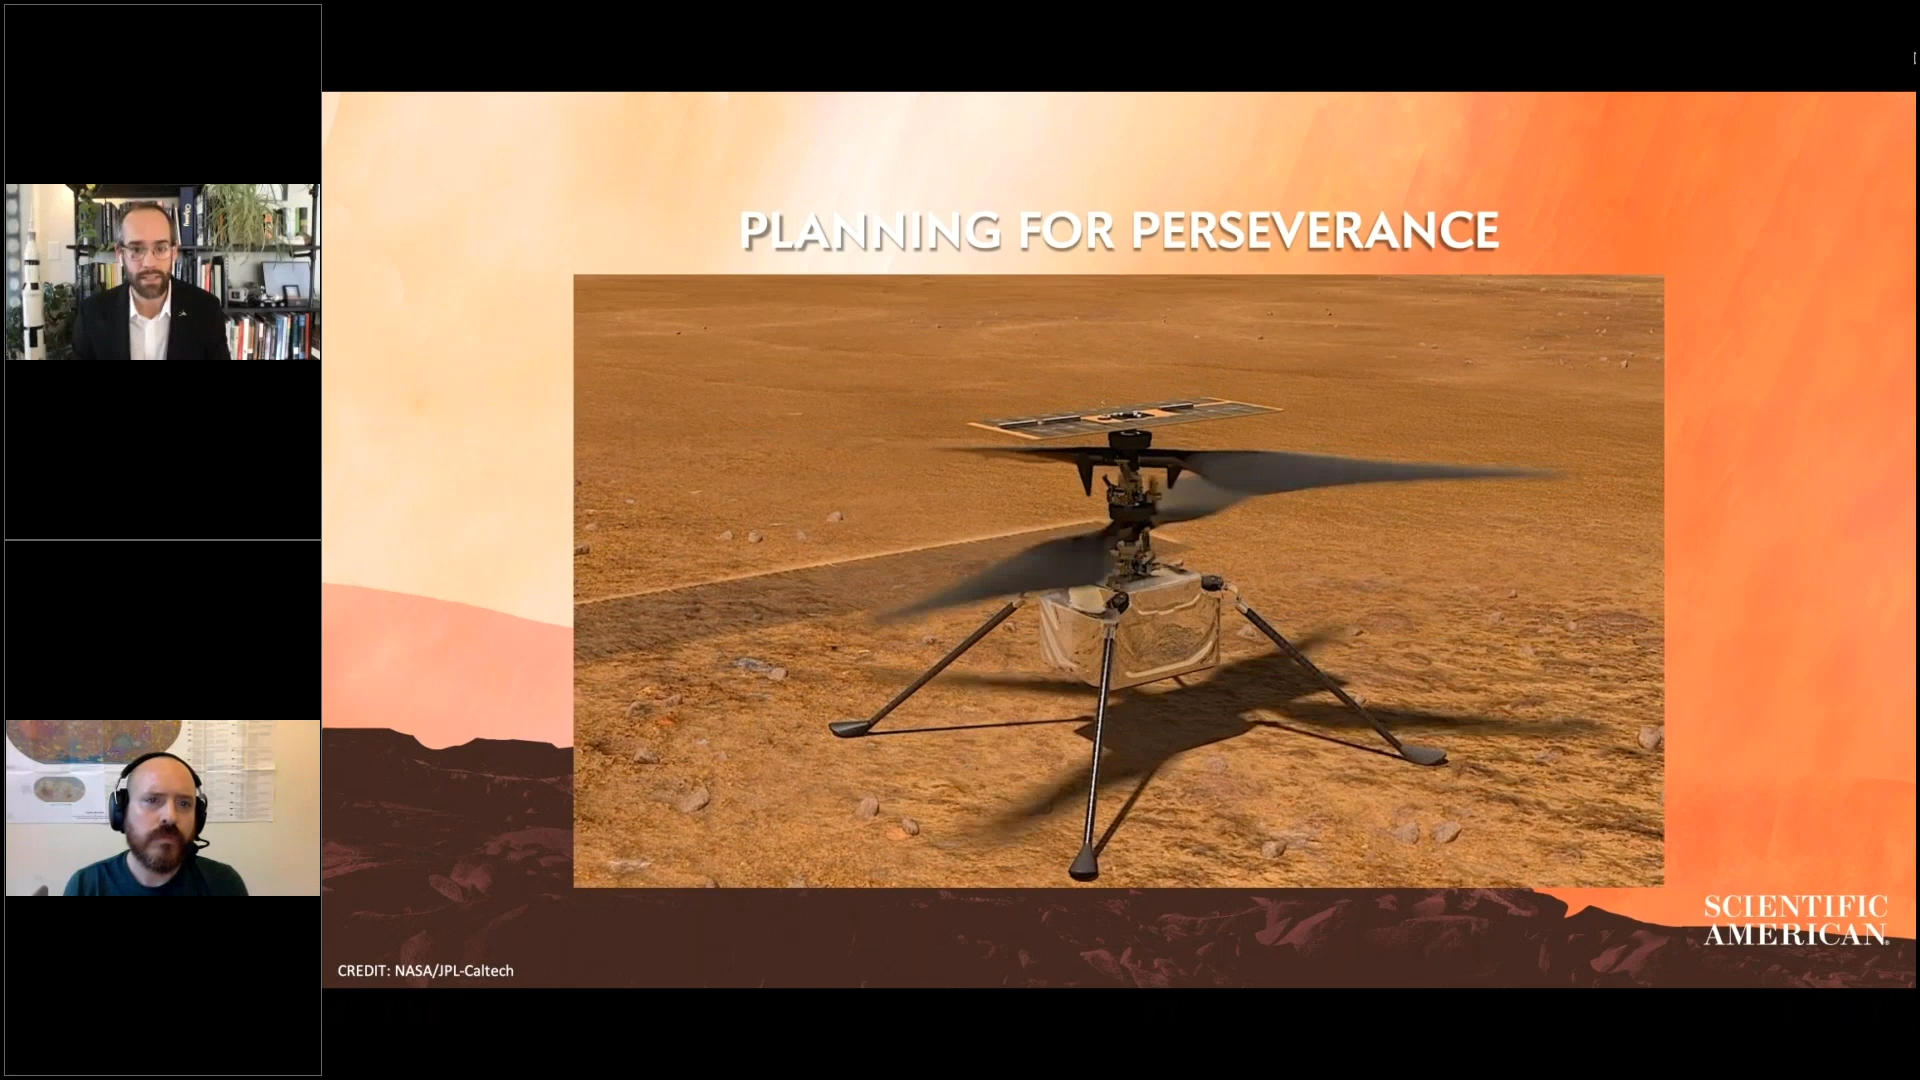 PLANNING FOR PERSEVERANCE
SCIENTIFIC
AMERICAN
CREDIT: NASA/JPL-Caltech